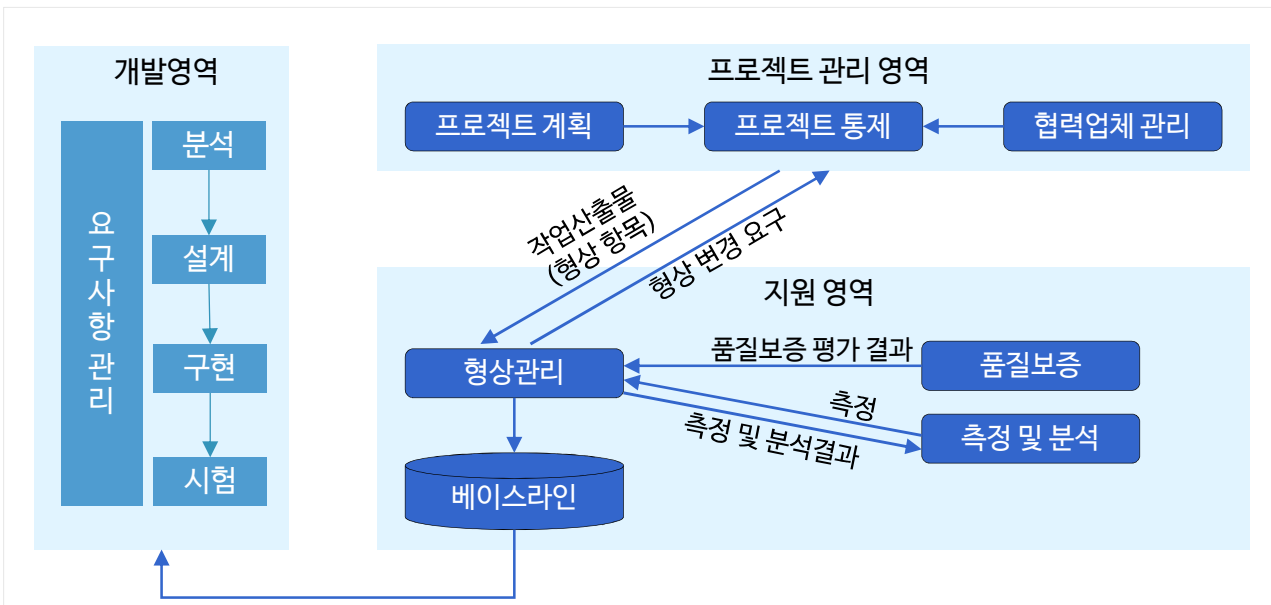 개발영역
요구사항 관리
분석
설계
구현
시험
프로젝트 관리 영역
프로젝트 계획
프로젝트 통제
협력업체 관리
작업산출물
(형상 항목)
형상 변경 요구
지원 영역
형상관리
품질보증 평가 결과
품질보증
측정
측정 및 분석결과
측정 및 분석
베이스라인